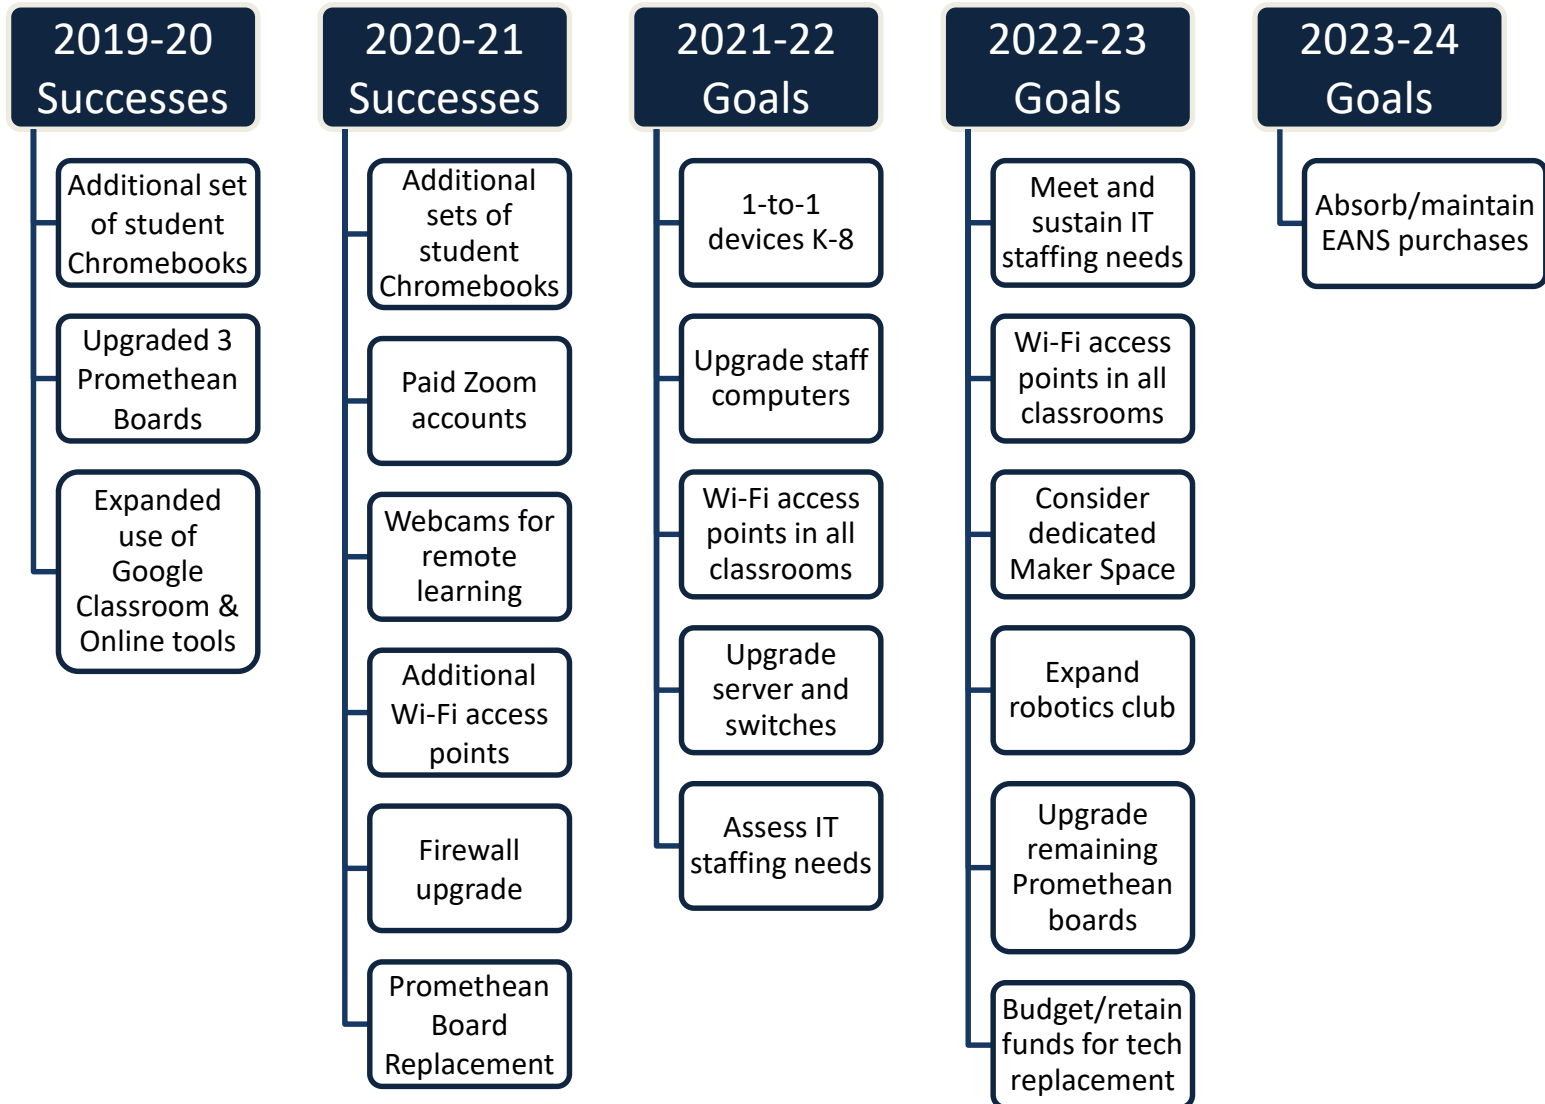 2019-20
Successes
Additional set
of student
Chromebooks
Upgraded 3
Promethean
Boards
Expanded
use of
Google
Classroom &
Online tools
2020-21
Successes
Additional
sets of
student
Chromebooks
Paid Zoom
accounts
Webcams for
remote
learning
Additional
Wi-Fi access
points
Firewall
upgrade
Promethean
Board
Replacement
2021-22
Goals
1-to-1
devices K-8
Upgrade staff
computers
Wi-Fi access
points in all
classrooms
Upgrade
server and
switches
Assess IT
staffing needs
2022-23
Goals
Meet and
sustain IT
staffing needs
Wi-Fi access
points in all
classrooms
Consider
dedicated
Maker Space
Expand
robotics club
Upgrade
remaining
Promethean
boards
Budget/retain
funds for tech
replacement
2023-24
Goals
Absorb/maintain
EANS purchases